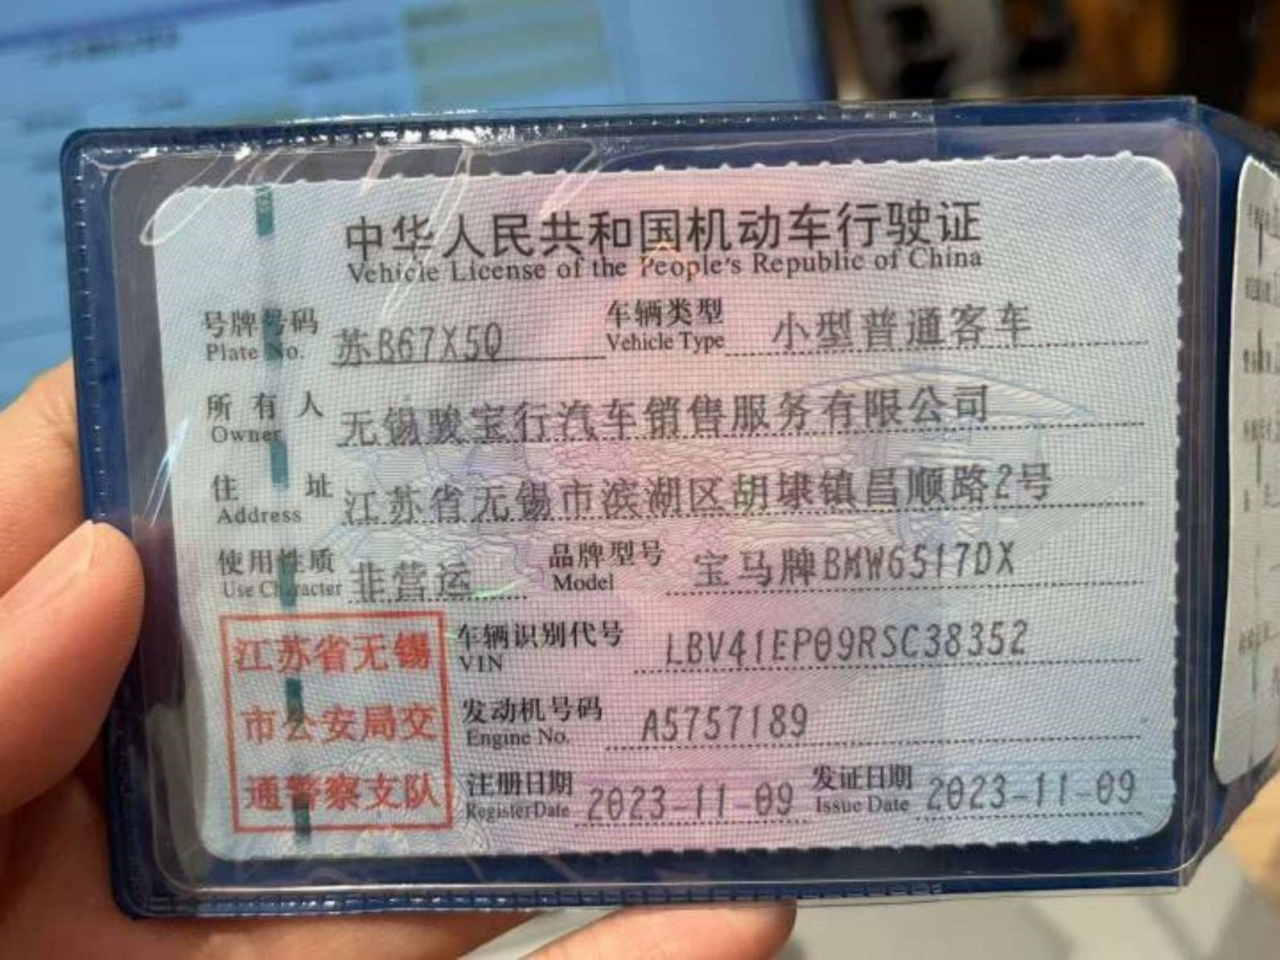 中华人民共和国机动车行驶证
Vehicle License of the People's Republic of China
号牌号码 苏B67X5Q 车辆类型 小型普通客车
Plate No. Vehicle Type
所有人 无锡骏宝行汽车销售服务有限公司
Owner
住址 江苏省无锡市滨湖区胡埭镇昌顺路2号
Address
使用性质 非营运 品牌型号 宝马牌BMW6517DX
Use Character Model
江苏省无锡
市公安局交
通警察支队
车辆识别代号 LBV41EP09RSC38352
VIN
发动机号码 A5757189
Engine No.
注册日期 2023-11-09 发证日期 2023-11-09
Register Date Issue Date